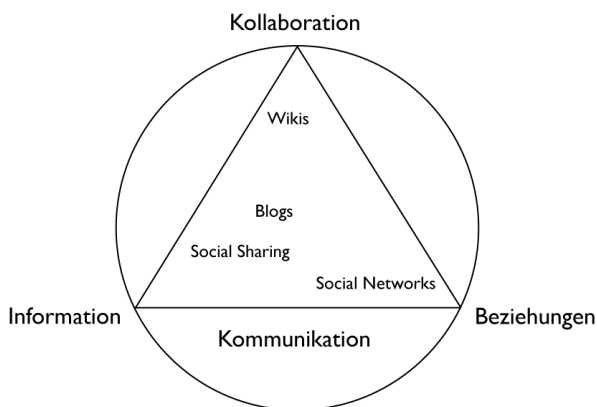 Kollaboration
Wikis
Blogs
Social Sharing
Social Networks
Information
Beziehungen
Kommunikation